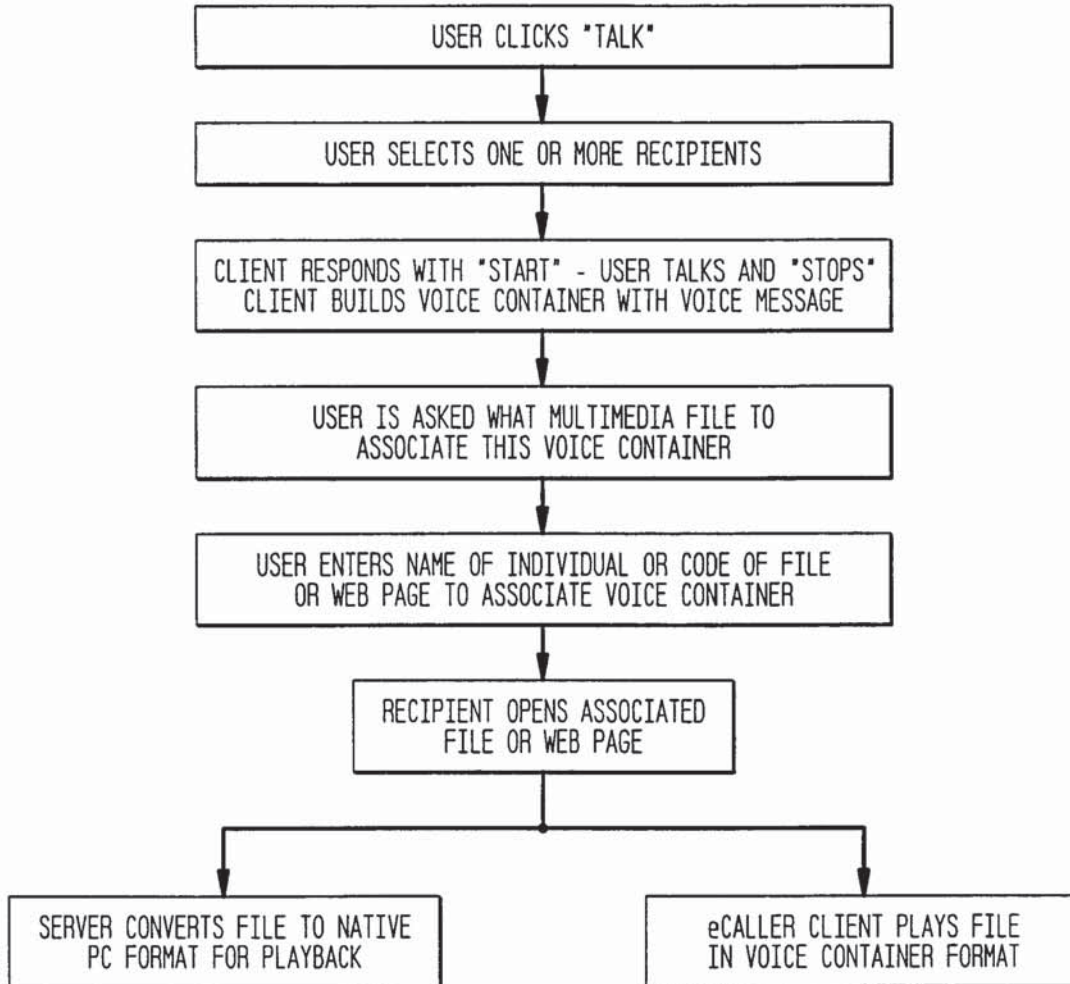 USER CLICKS "TALK"
USER SELECTS ONE OR MORE RECIPIENTS
CLIENT RESPONDS WITH "START" - USER TALKS AND "STOPS"
CLIENT BUILDS VOICE CONTAINER WITH VOICE MESSAGE
USER IS ASKED WHAT MULTIMEDIA FILE TO
ASSOCIATE THIS VOICE CONTAINER
USER ENTERS NAME OF INDIVIDUAL OR CODE OF FILE
OR WEB PAGE TO ASSOCIATE VOICE CONTAINER
RECIPIENT OPENS ASSOCIATED
FILE OR WEB PAGE
SERVER CONVERTS FILE TO NATIVE
PC FORMAT FOR PLAYBACK
eCALLER CLIENT PLAYS FILE
IN VOICE CONTAINER FORMAT